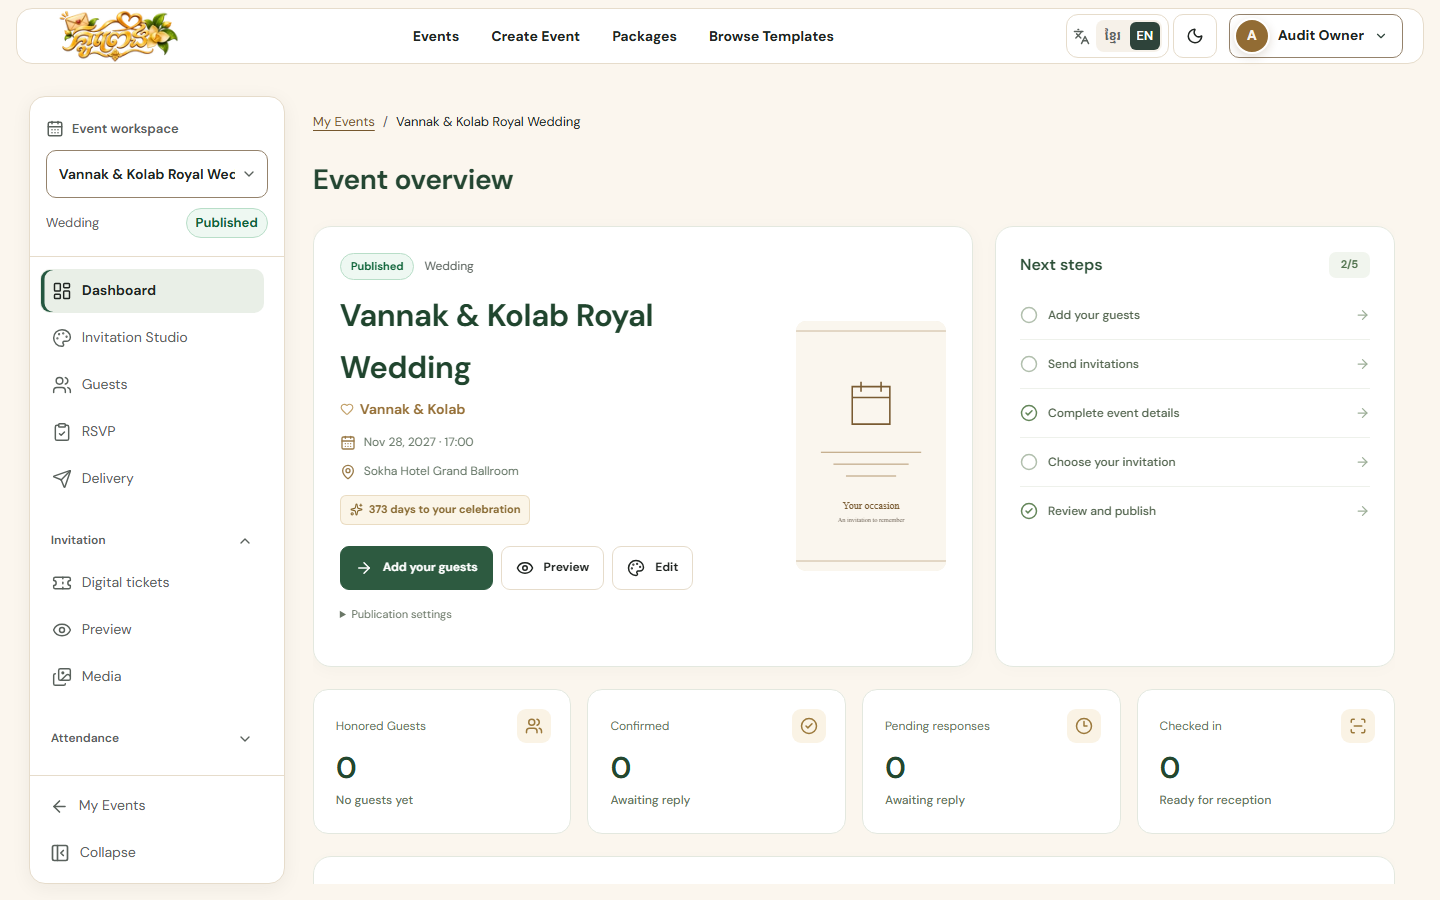 Events
Create Event
Packages
Browse Templates
ខ្មែរ
EN
A
Audit Owner
Event workspace
Vannak & Kolab Royal Wed
Wedding
Published
Dashboard
Invitation Studio
Guests
RSVP
Delivery
Invitation
Digital tickets
Preview
Media
Attendance
My Events
Collapse
My Events / Vannak & Kolab Royal Wedding
Event overview
Published
Wedding
Vannak & Kolab Royal
Wedding
Vannak & Kolab
Nov 28, 2027 · 17:00
Sokha Hotel Grand Ballroom
373 days to your celebration
Add your guests
Preview
Edit
Publication settings
Your occasion
An invitation to remember
Next steps
2/5
Add your guests
Send invitations
Complete event details
Choose your invitation
Review and publish
Honored Guests
0
No guests yet
Confirmed
0
Awaiting reply
Pending responses
0
Awaiting reply
Checked in
0
Ready for reception